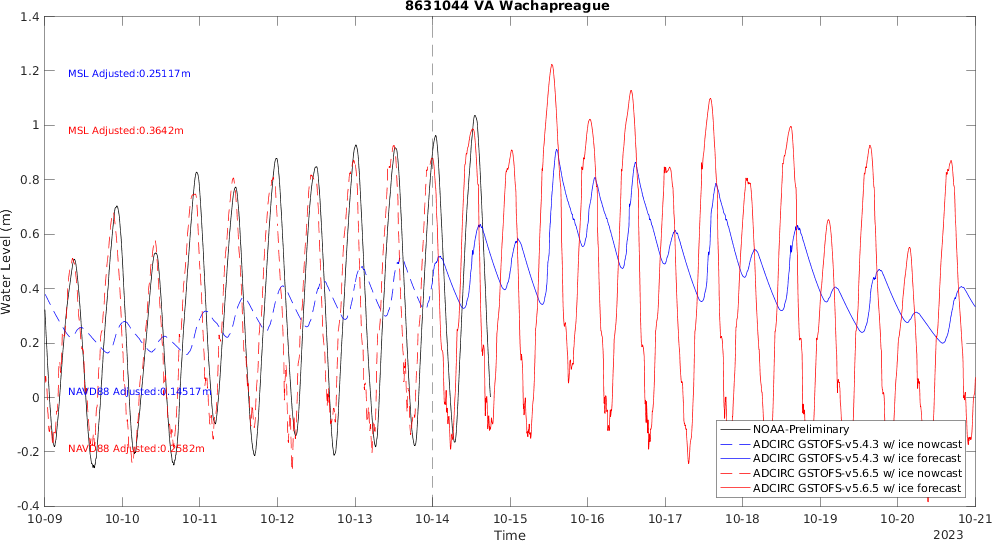 8631044 VA Wachapreague
1.4
1.2
1
0.8
0.6
0.4
0.2
0
-0.2
-0.4
Water Level (m)
MSL Adjusted:0.25117m
MSL Adjusted:0.3642m
NAVD88 Adjusted:0.14517m
NAVD88 Adjusted:0.2582m
NOAA-Preliminary
ADCIRC GSTOFS-v5.4.3 w/ ice nowcast
ADCIRC GSTOFS-v5.4.3 w/ ice forecast
ADCIRC GSTOFS-v5.6.5 w/ ice nowcast
ADCIRC GSTOFS-v5.6.5 w/ ice forecast
10-09 10-10 10-11 10-12 10-13 10-14 10-15 10-16 10-17 10-18 10-19 10-20 10-21
Time
2023